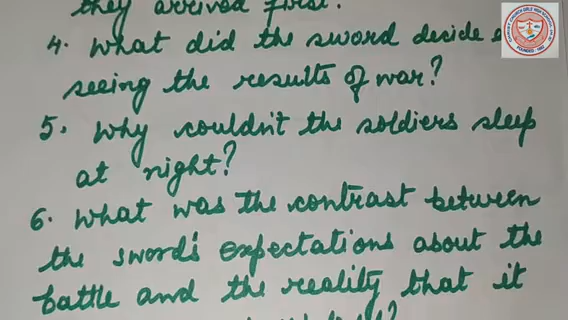 they arrived first.
4. What did the sword decide
seeing the results of war?
5. Why couldn't the soldiers sleep
at night?
6. What was the contrast between
the sword's expectations about the
battle and the reality that it